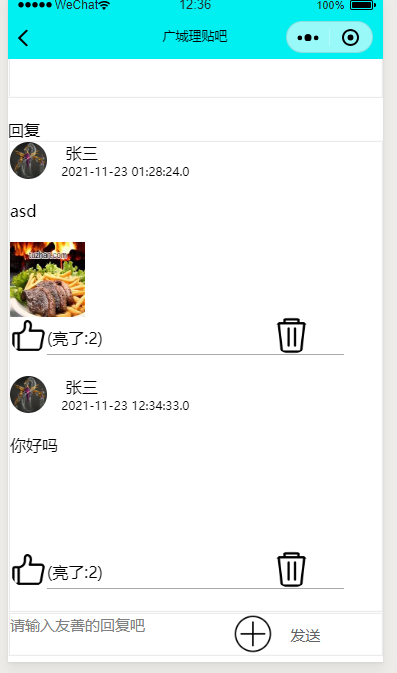 WeChat 12:36 100%
广城理贴吧
回复
张三
2021-11-23 01:28:24.0
asd
(亮了:2)
张三
2021-11-23 12:34:33.0
你好吗
(亮了:2)
请输入友善的回复吧 发送